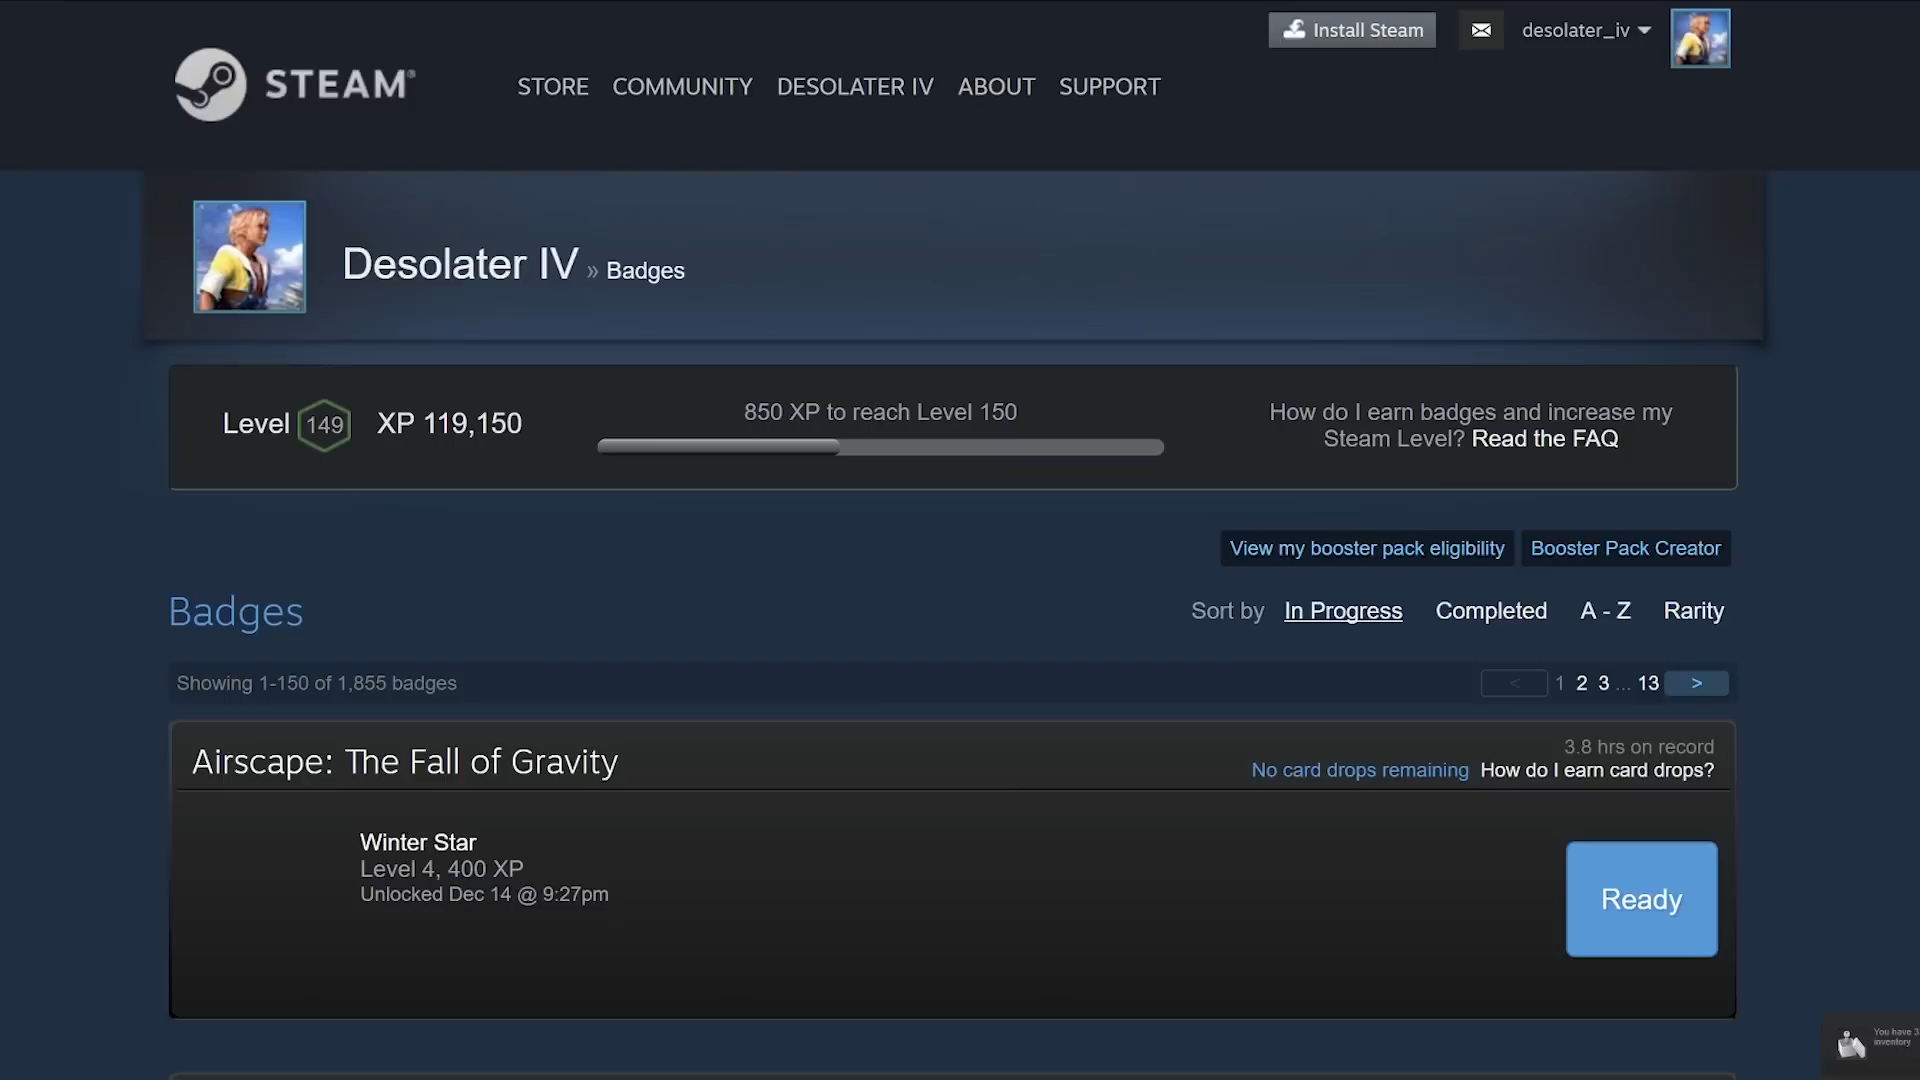 Install Steam
desolater_iv
STEAM®
STORE COMMUNITY DESOLATER IV ABOUT SUPPORT
Desolater IV » Badges
Level 149 XP 119,150
850 XP to reach Level 150
How do I earn badges and increase my
Steam Level? Read the FAQ
View my booster pack eligibility
Booster Pack Creator
Badges
Sort by In Progress Completed A - Z Rarity
Showing 1-150 of 1,855 badges
< 1 2 3 ... 13 >
Airscape: The Fall of Gravity
3.8 hrs on record
No card drops remaining How do I earn card drops?
Winter Star
Level 4, 400 XP
Unlocked Dec 14 @ 9:27pm
Ready
You have 3
inventory